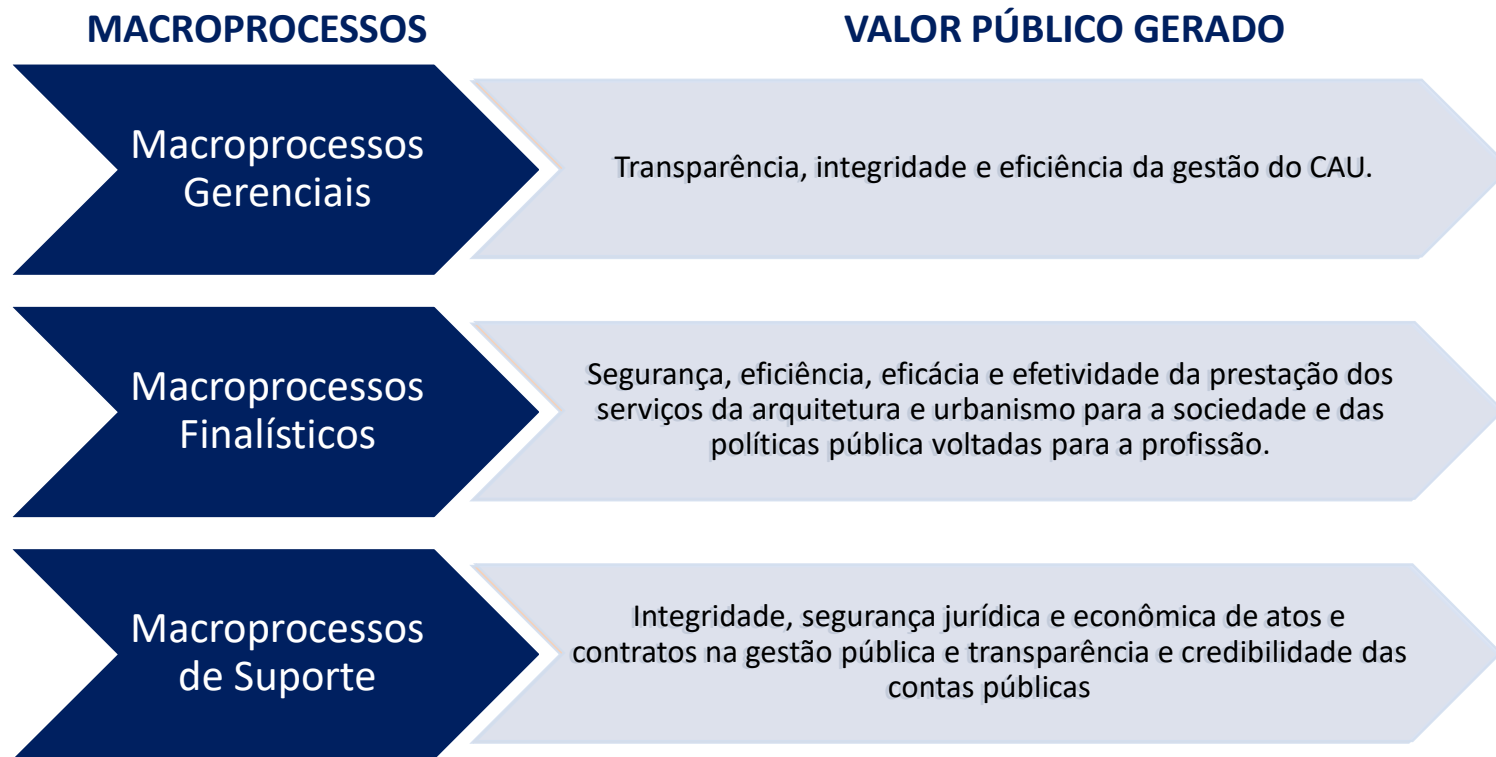 MACROPROCESSOS
VALOR PÚBLICO GERADO
Macroprocessos
Gerenciais
Transparência, integridade e eficiência da gestão do CAU.
Macroprocessos
Finalísticos
Segurança, eficiência, eficácia e efetividade da prestação dos
serviços da arquitetura e urbanismo para a sociedade e das
políticas pública voltadas para a profissão.
Macroprocessos
de Suporte
Integridade, segurança jurídica e econômica de atos e
contratos na gestão pública e transparência e credibilidade das
contas públicas